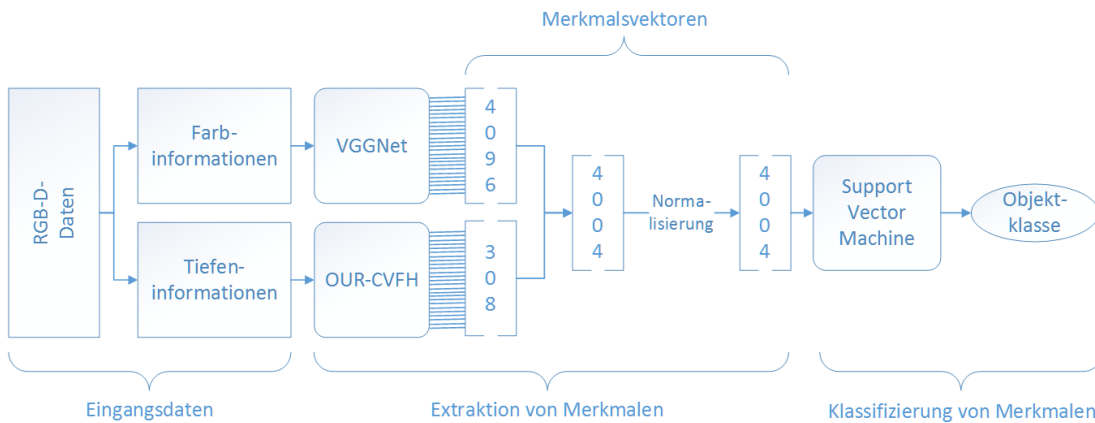 Merkmalsvektoren
RGB-D-
Daten
Farb-
informationen
VGGNet
4
0
9
6
Tiefen-
informationen
OUR-CVFH
3
0
8
4
0
0
4
Norma-
lisierung
4
0
0
4
Support
Vector
Machine
Objekt-
klasse
Eingangsdaten
Extraktion von Merkmalen
Klassifizierung von Merkmalen